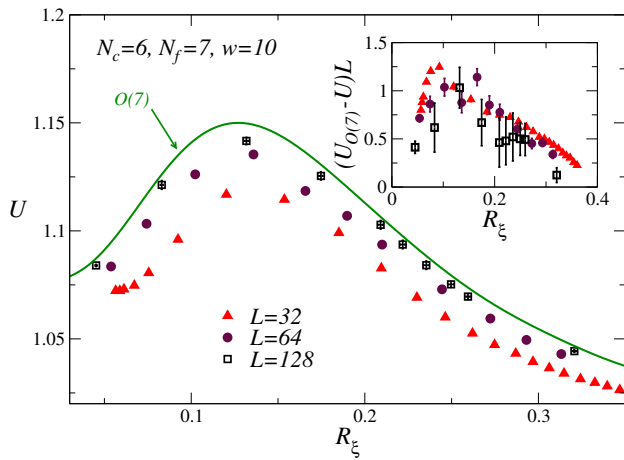 1.2
1.15
1.1
1.05
U
N_c=6, N_f=7, w=10
O(7)
L=32
L=64
L=128
0.1
0.2
0.3
R_ξ
1.5
1
0.5
0
(U_{O(7)}-U)L
0
0.2
0.4
R_ξ